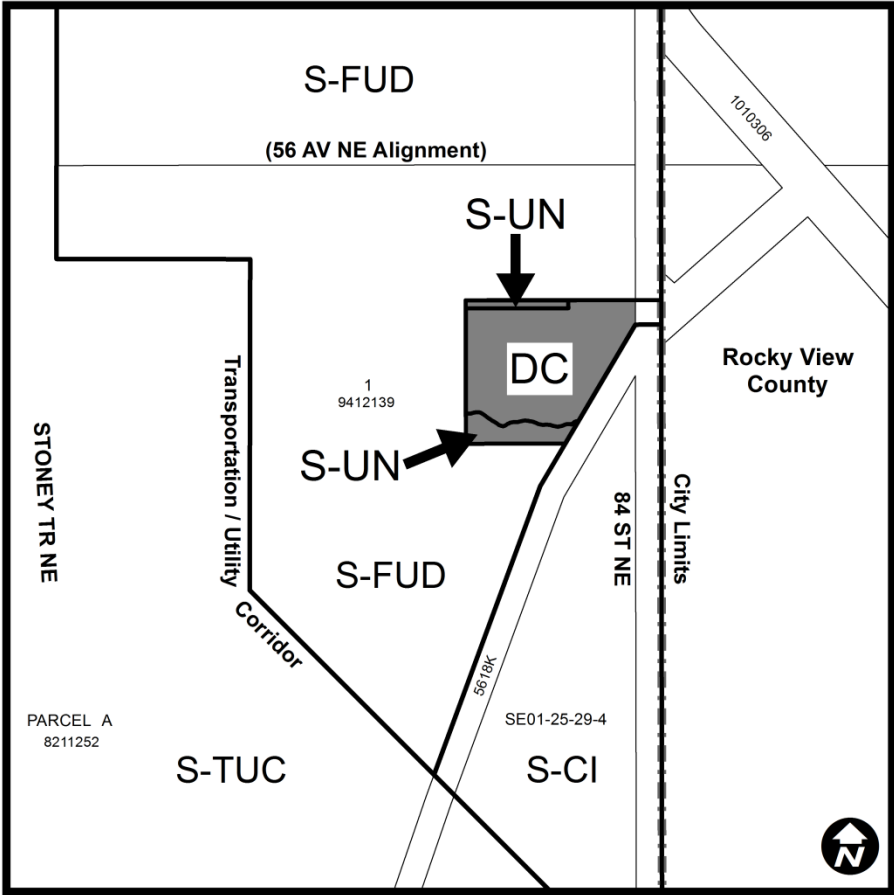 S-FUD
1010306
(56 AV NE Alignment)
S-UN
DC
Rocky View
County
1
9412139
S-UN
STONEY TR NE
Transportation / Utility
Corridor
84 ST NE
City Limits
S-FUD
5618K
PARCEL A
8211252
SE01-25-29-4
S-TUC
S-CI
N